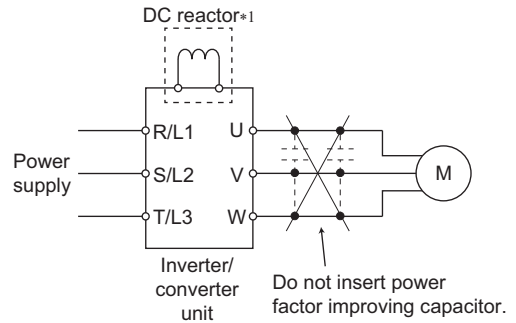 DC reactor*1
R/L1
U
Power
supply
S/L2
V
M
T/L3
W
Inverter/
converter
unit
Do not insert power
factor improving capacitor.